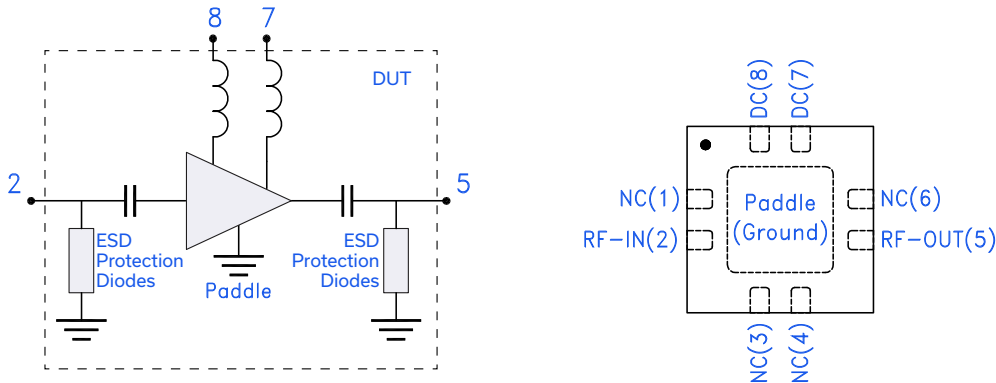 8
7
DUT
2
5
ESD
Protection
Diodes
ESD
Protection
Diodes
Paddle
DC(8)
DC(7)
NC(1)
NC(6)
Paddle
(Ground)
RF-IN(2)
RF-OUT(5)
NC(3)
NC(4)